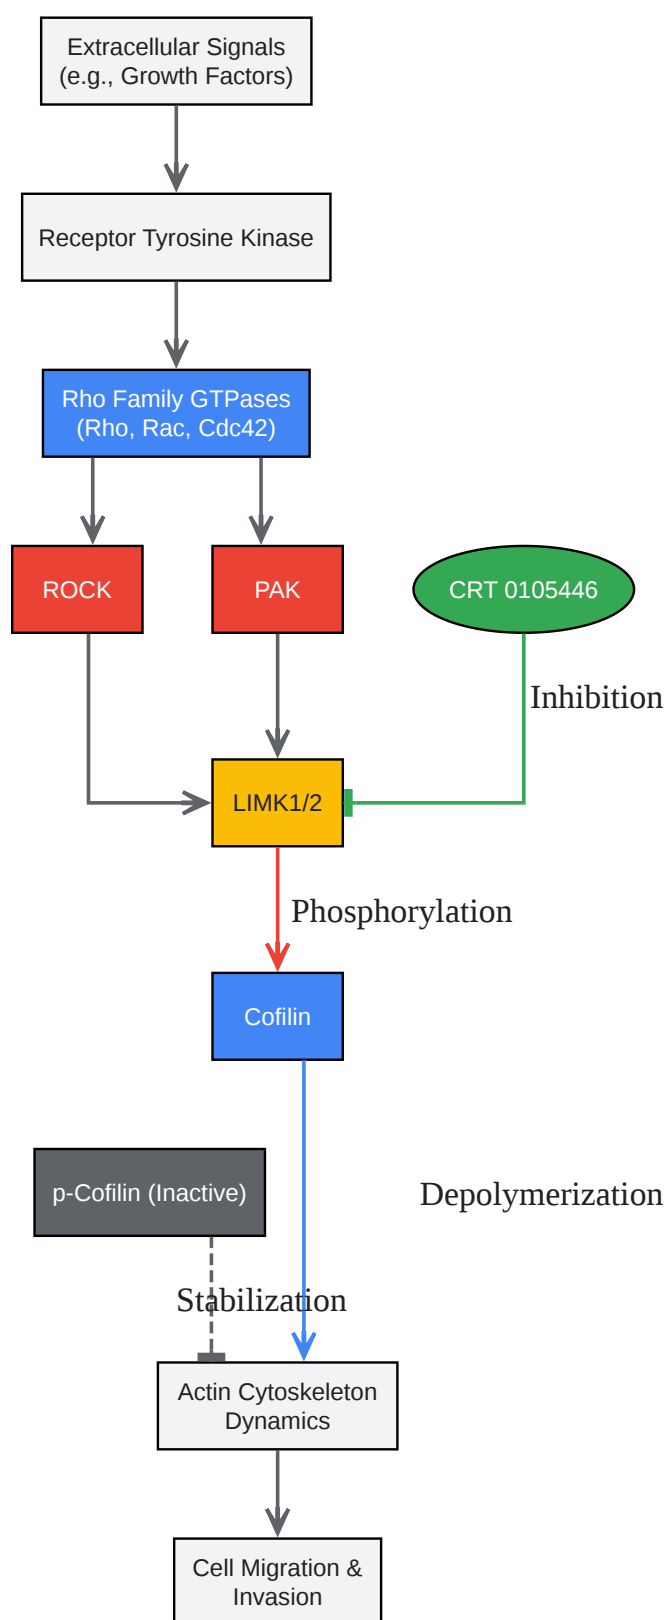 Extracellular Signals
(e.g., Growth Factors)
Receptor Tyrosine Kinase
Rho Family GTPases
(Rho, Rac, Cdc42)
ROCK
PAK
CRT 0105446
Inhibition
LIMK1/2
Phosphorylation
Cofilin
p-Cofilin (Inactive)
Depolymerization
Stabilization
Actin Cytoskeleton
Dynamics
Cell Migration &
Invasion